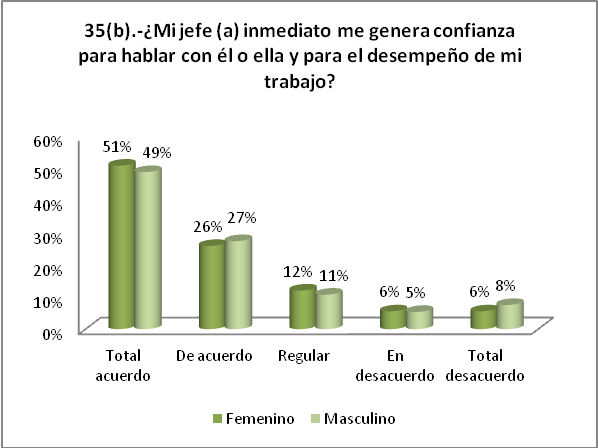 35(b).-¿Mi jefe (a) inmediato me genera confianza
para hablar con él o ella y para el desempeño de mi
trabajo?
60%
50%
40%
30%
20%
10%
0%
51%
49%
26%
27%
12%
11%
6%
5%
6%
8%
Total
acuerdo
De acuerdo
Regular
En
desacuerdo
Total
desacuerdo
Femenino
Masculino